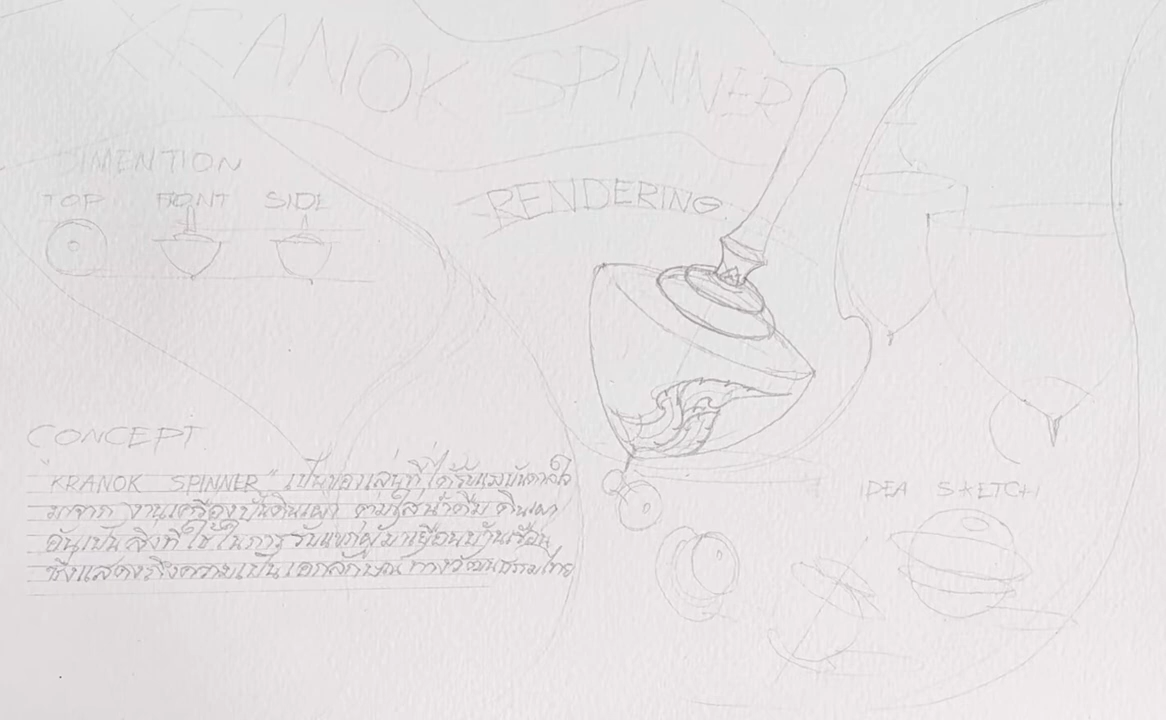 KRANOK SPINNER
DIMENTION
TOP FRONT SIDE
RENDERING
CONCEPT
"KRANOK SPINNER" เป็นของเล่นที่ได้รับแรงบันดาลใจ
มาจาก งานเครื่องปั้นดินเผา ดินเผา
อันเป็นสิ่งที่ใช้ในการรับแขกผู้มาเยือนบ้านเรือน
ซึ่งแสดงถึงความเป็นเอกลักษณ์ทางวัฒนธรรมไทย
IDEA SKETCH